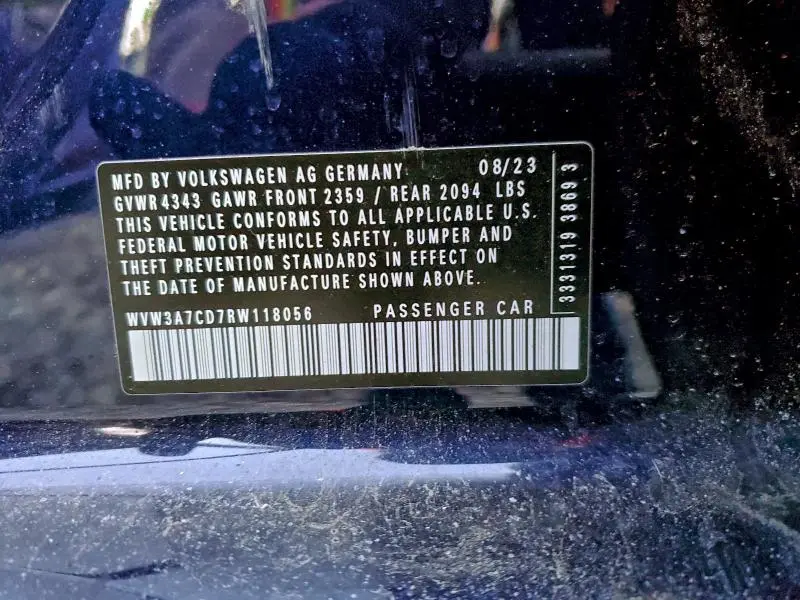 MFD BY VOLKSWAGEN AG GERMANY 08/23
GVWR 4343 GAWR FRONT 2359 / REAR 2094 LBS
THIS VEHICLE CONFORMS TO ALL APPLICABLE U.S.
FEDERAL MOTOR VEHICLE SAFETY, BUMPER AND
THEFT PREVENTION STANDARDS IN EFFECT ON
THE DATE OF MANUFACTURE SHOWN ABOVE.
WVW3A7CD7RW118056 PASSENGER CAR
3331319 3869 3